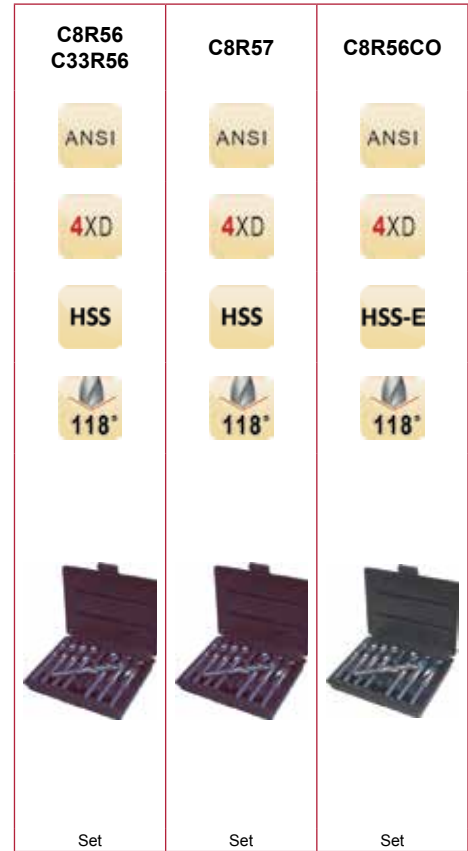 C8R56
C33R56
C8R57
C8R56CO
ANSI
ANSI
ANSI
4XD
4XD
4XD
HSS
HSS
HSS-E
118°
118°
118°
Set
Set
Set